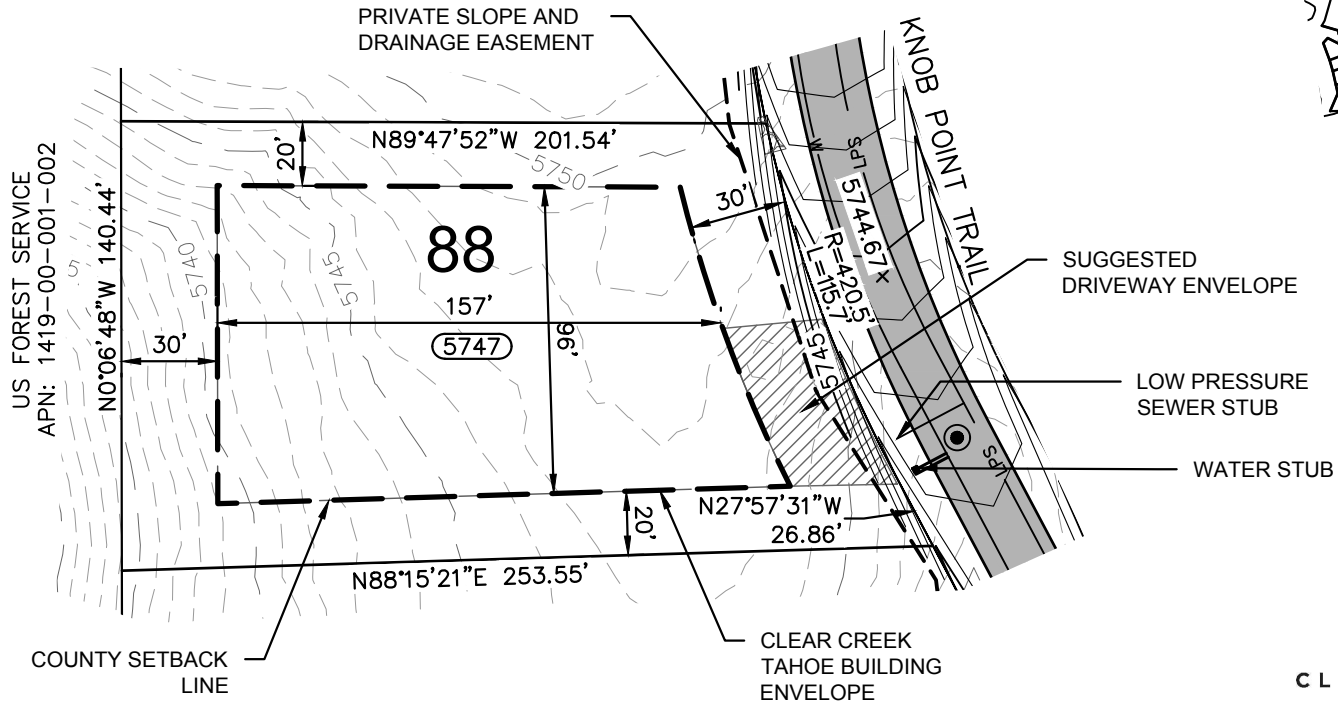 PRIVATE SLOPE AND
DRAINAGE EASEMENT
KNOB POINT TRAIL
US FOREST SERVICE
APN: 1419-00-001-002
N0°06'48"W 140.44'
N89°47'52"W 201.54'
20'
5750
30'
W
LPS
5744.67×
R=420.5'
L=115.7'
5740
5
5745
88
157'
96'
5747
30'
5745
SUGGESTED
DRIVEWAY ENVELOPE
LOW PRESSURE
SEWER STUB
LPS
WATER STUB
N27°57'31"W
26.86'
20'
N88°15'21"E 253.55'
COUNTY SETBACK
LINE
CLEAR CREEK
TAHOE BUILDING
ENVELOPE
C L